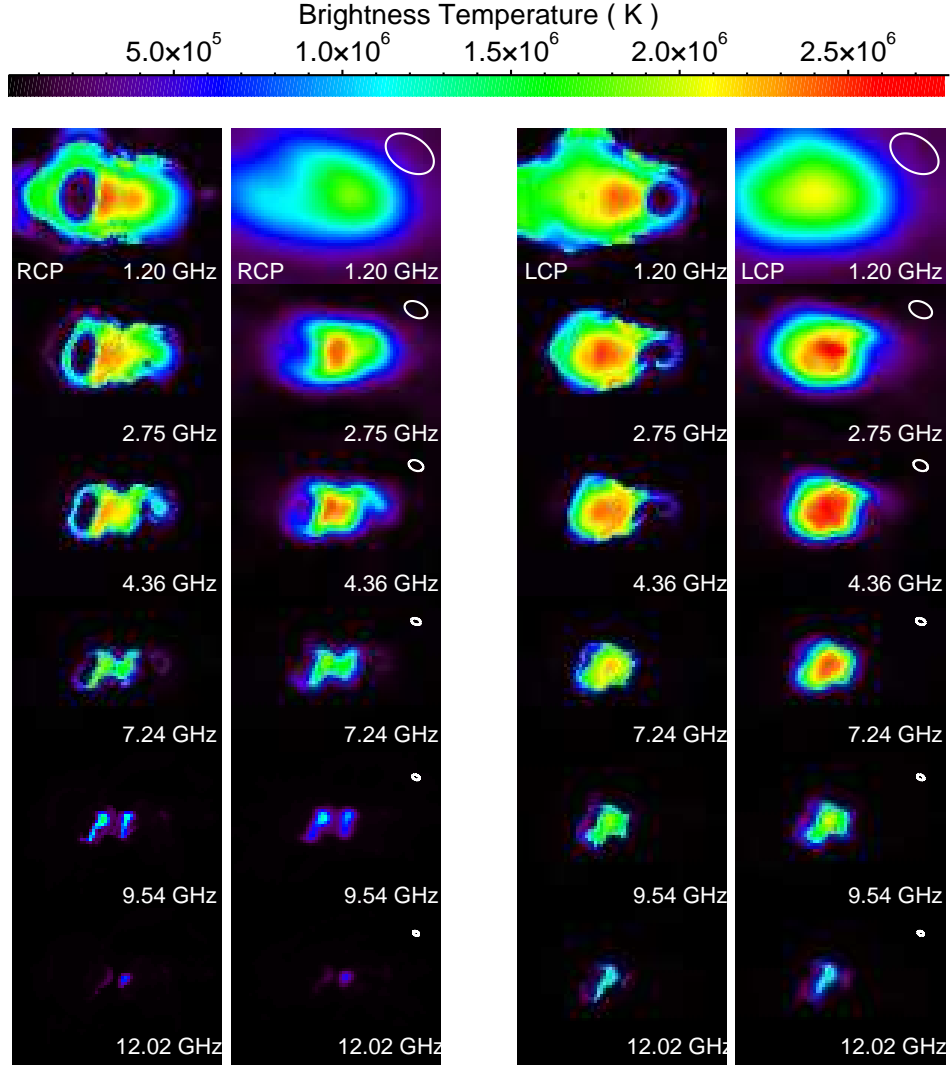 Brightness Temperature ( K )
5.0×10⁵ 1.0×10⁶ 1.5×10⁶ 2.0×10⁶ 2.5×10⁶
RCP 1.20 GHz RCP 1.20 GHz LCP 1.20 GHz LCP 1.20 GHz
2.75 GHz 2.75 GHz 2.75 GHz 2.75 GHz
4.36 GHz 4.36 GHz 4.36 GHz 4.36 GHz
7.24 GHz 7.24 GHz 7.24 GHz 7.24 GHz
9.54 GHz 9.54 GHz 9.54 GHz 9.54 GHz
12.02 GHz 12.02 GHz 12.02 GHz 12.02 GHz